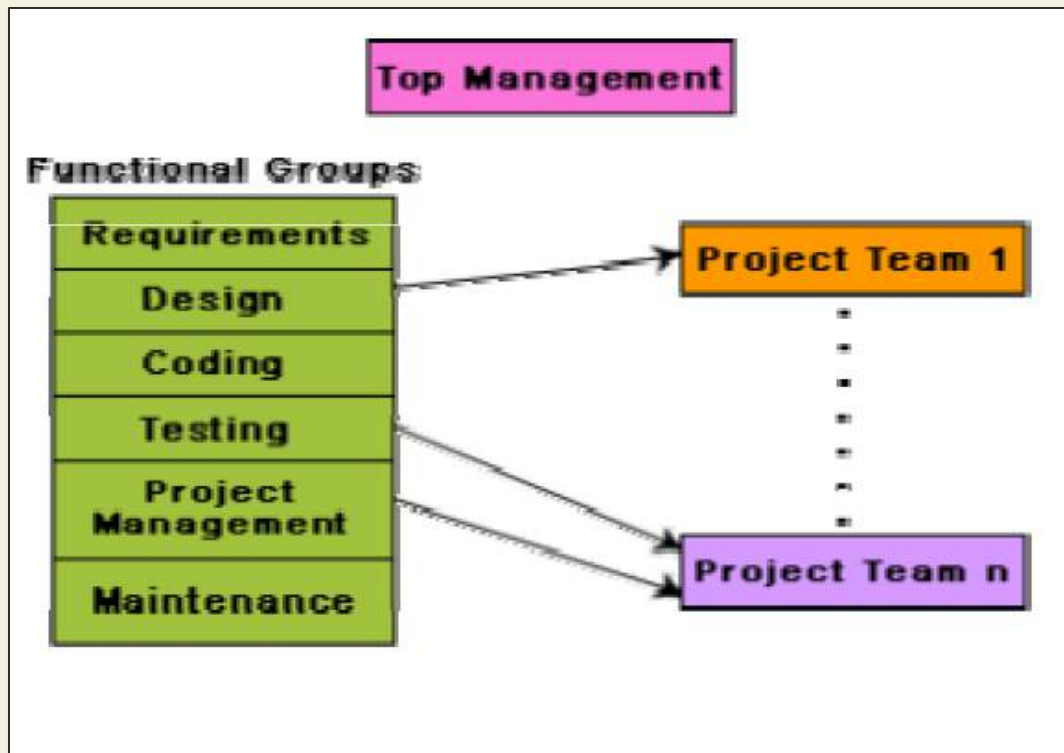 Top Management
Functional Groups
Requirements
Design
Coding
Testing
Project
Management
Maintenance
Project Team 1
Project Team n